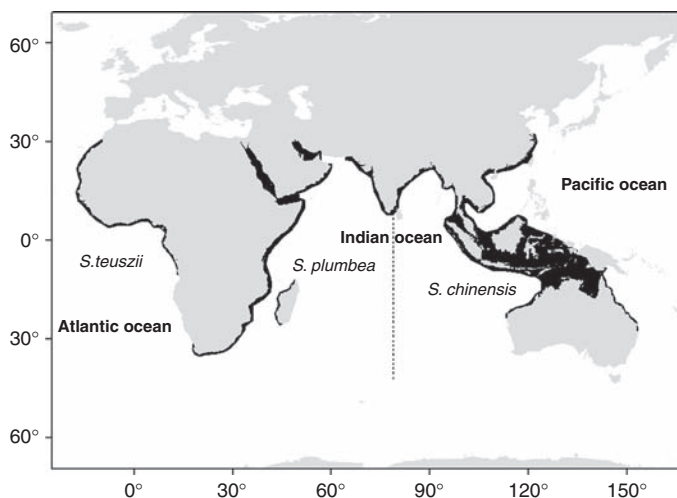 60°
30°
Pacific ocean
0°
Indian ocean
S.teuszii
S. plumbea
S. chinensis
Atlantic ocean
30°
60°
0°
30°
60°
90°
120°
150°